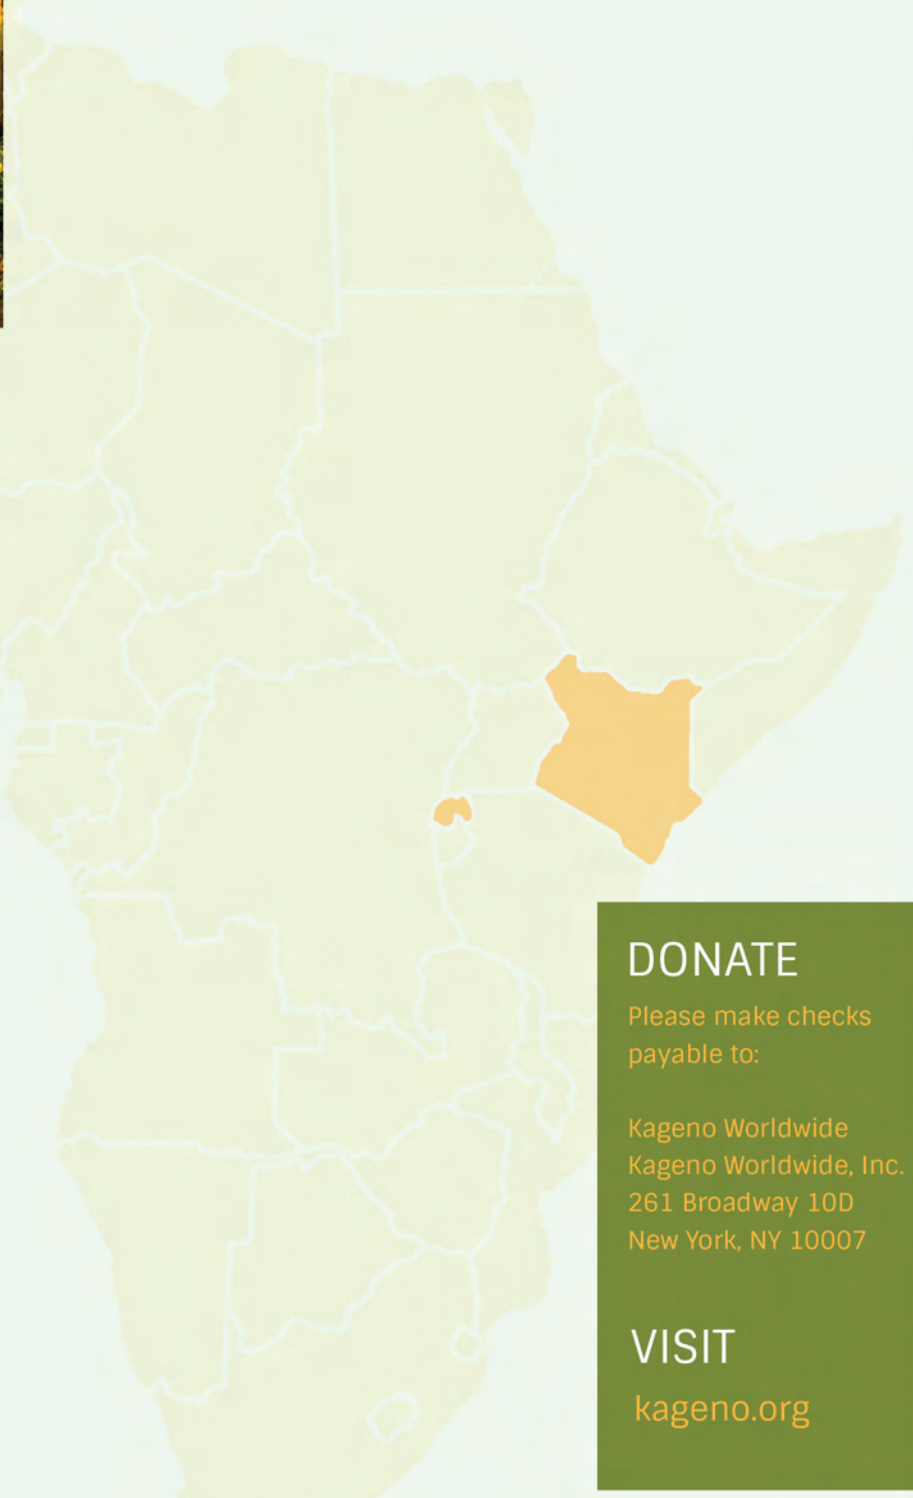 DONATE
Please make checks
payable to:
Kageno Worldwide
Kageno Worldwide, Inc.
261 Broadway 10D
New York, NY 10007
VISIT
kageno.org